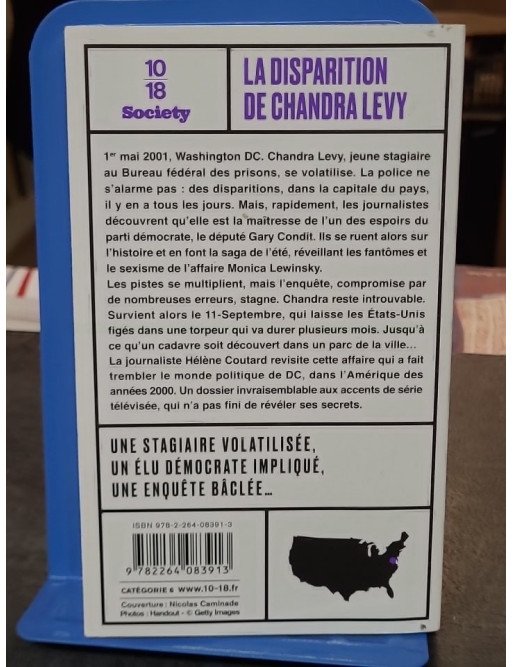 10
18
Society
LA DISPARITION
DE CHANDRA LEVY
1er mai 2001, Washington DC. Chandra Levy, jeune stagiaire
au Bureau fédéral des prisons, se volatilise. La police ne
s'alarme pas : des disparitions, dans la capitale du pays,
il y en a tous les jours. Mais, rapidement, les journalistes
découvrent qu'elle est la maîtresse de l'un des espoirs du
parti démocrate, le député Gary Condit. Ils se ruent alors sur
l'histoire et en font la saga de l'été, réveillant les fantômes et
le sexisme de l'affaire Monica Lewinsky.
Les pistes se multiplient, mais l'enquête, compromise par
de nombreuses erreurs, stagne. Chandra reste introuvable.
Survient alors le 11-Septembre, qui laisse les États-Unis
figés dans une torpeur qui va durer plusieurs mois. Jusqu'à
ce qu'un cadavre soit découvert dans un parc de la ville...
La journaliste Hélène Coutard revisite cette affaire qui a fait
trembler le monde politique de DC, dans l'Amérique des
années 2000. Un dossier invraisemblable aux accents de série
télévisée, qui n'a pas fini de révéler ses secrets.
UNE STAGIAIRE VOLATILISÉE,
UN ÉLU DÉMOCRATE IMPLIQUÉ,
UNE ENQUÊTE BÂCLÉE...
ISBN 978-2-264-08391-3
9 782264 083913
CATÉGORIE 6 www.10-18.fr
Couverture : Nicolas Caminade
Photos : Handout - © Getty Images